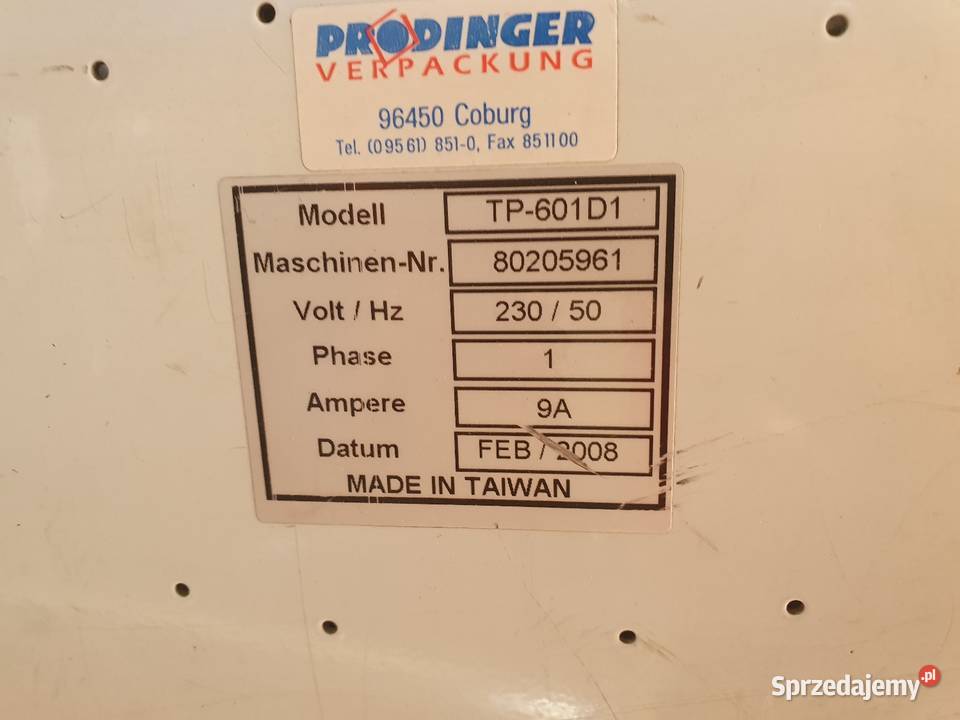 PRODINGER
VERPACKUNG
96450 Coburg
Tel. (09561) 851-0, Fax 851100
Modell TP-601D1
Maschinen-Nr. 80205961
Volt / Hz 230 / 50
Phase 1
Ampere 9A
Datum FEB / 2008
MADE IN TAIWAN
Sprzedajemy.pl